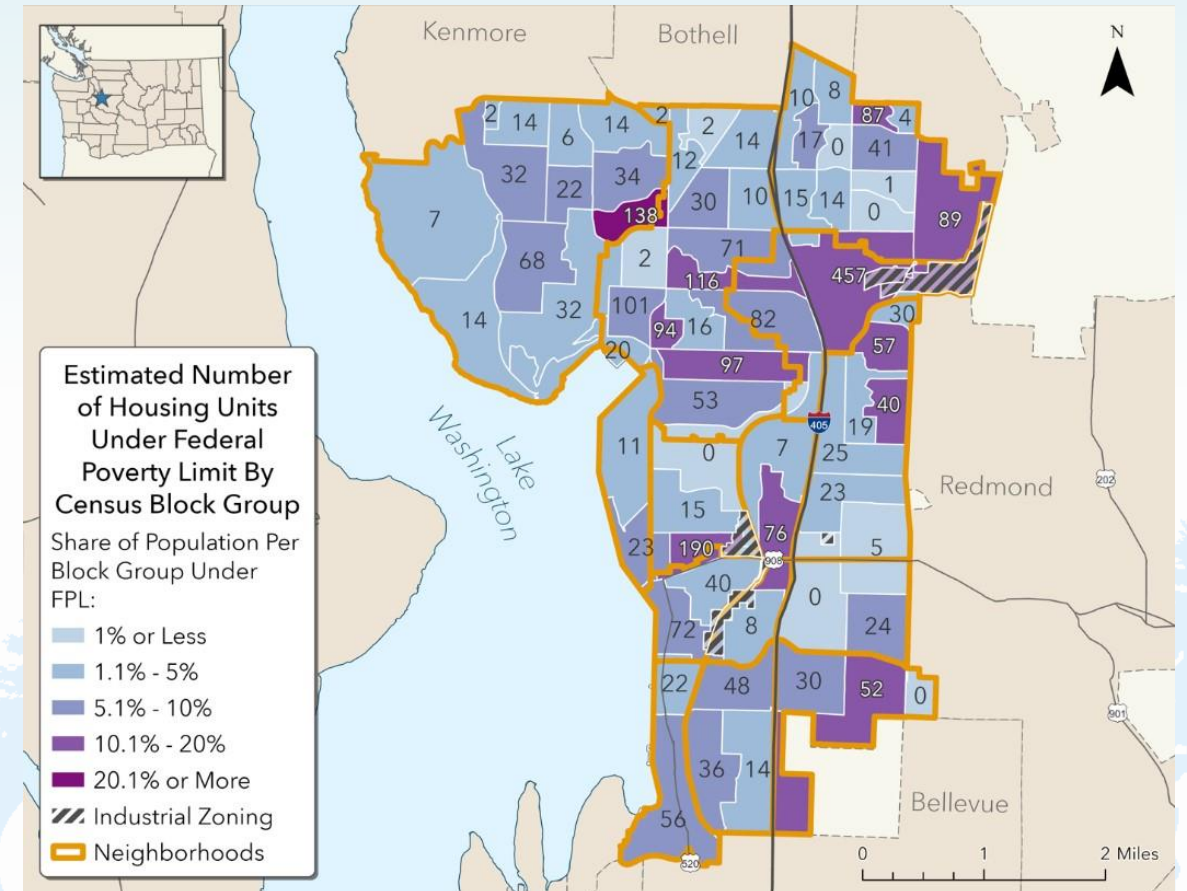 Kenmore
Bothell
N
10 8
2 14 6 14 2 2 14 17 0 87 4
12 41
32 22 34 30 10 15 14 1
0 89
7 138
68 2 71
116 457 4
14 32 101 94 16 82 30
20 97 57
53 40
19
405
11 0 7 25
15 23
23 190 76 5
908
40 0
72 8 24
22 48 30 52 0
36 14
56
520
Lake
Washington
Redmond
202
901
Bellevue
Estimated Number
of Housing Units
Under Federal
Poverty Limit By
Census Block Group
Share of Population Per
Block Group Under
FPL:
1% or Less
1.1% - 5%
5.1% - 10%
10.1% - 20%
20.1% or More
Industrial Zoning
Neighborhoods
0 1 2 Miles